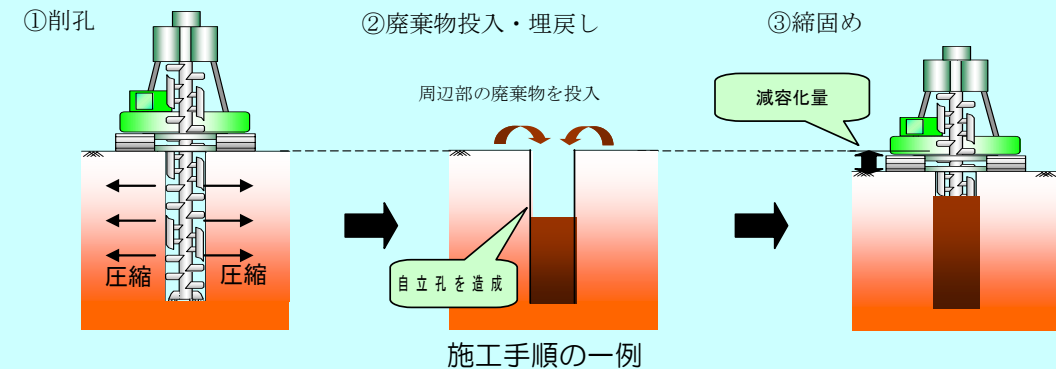 ①削孔
②廃棄物投入・埋戻し
③締固め
周辺部の廃棄物を投入
減容化量
圧縮
圧縮
自立孔を造成
施工手順の一例